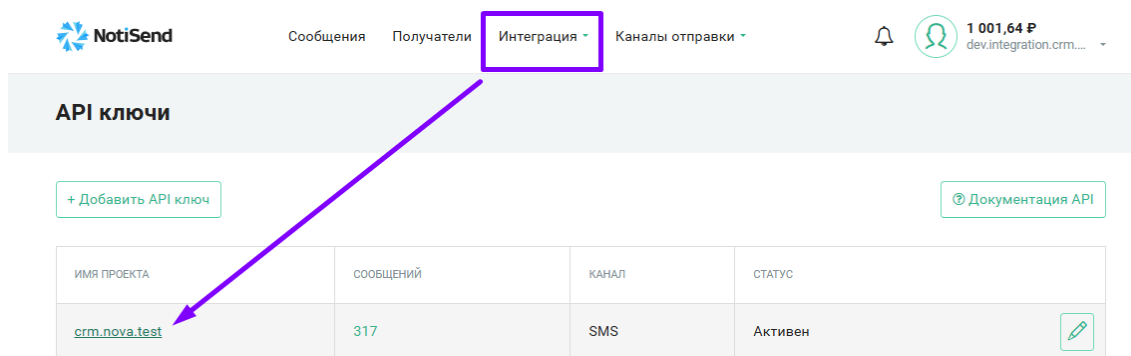 NotiSend Сообщения Получатели Интеграция Каналы отправки 1 001,64 ₽
dev.integration.crm....
API ключи
+ Добавить API ключ Документация API
ИМЯ ПРОЕКТА СООБЩЕНИЙ КАНАЛ СТАТУС
crm.nova.test 317 SMS Активен